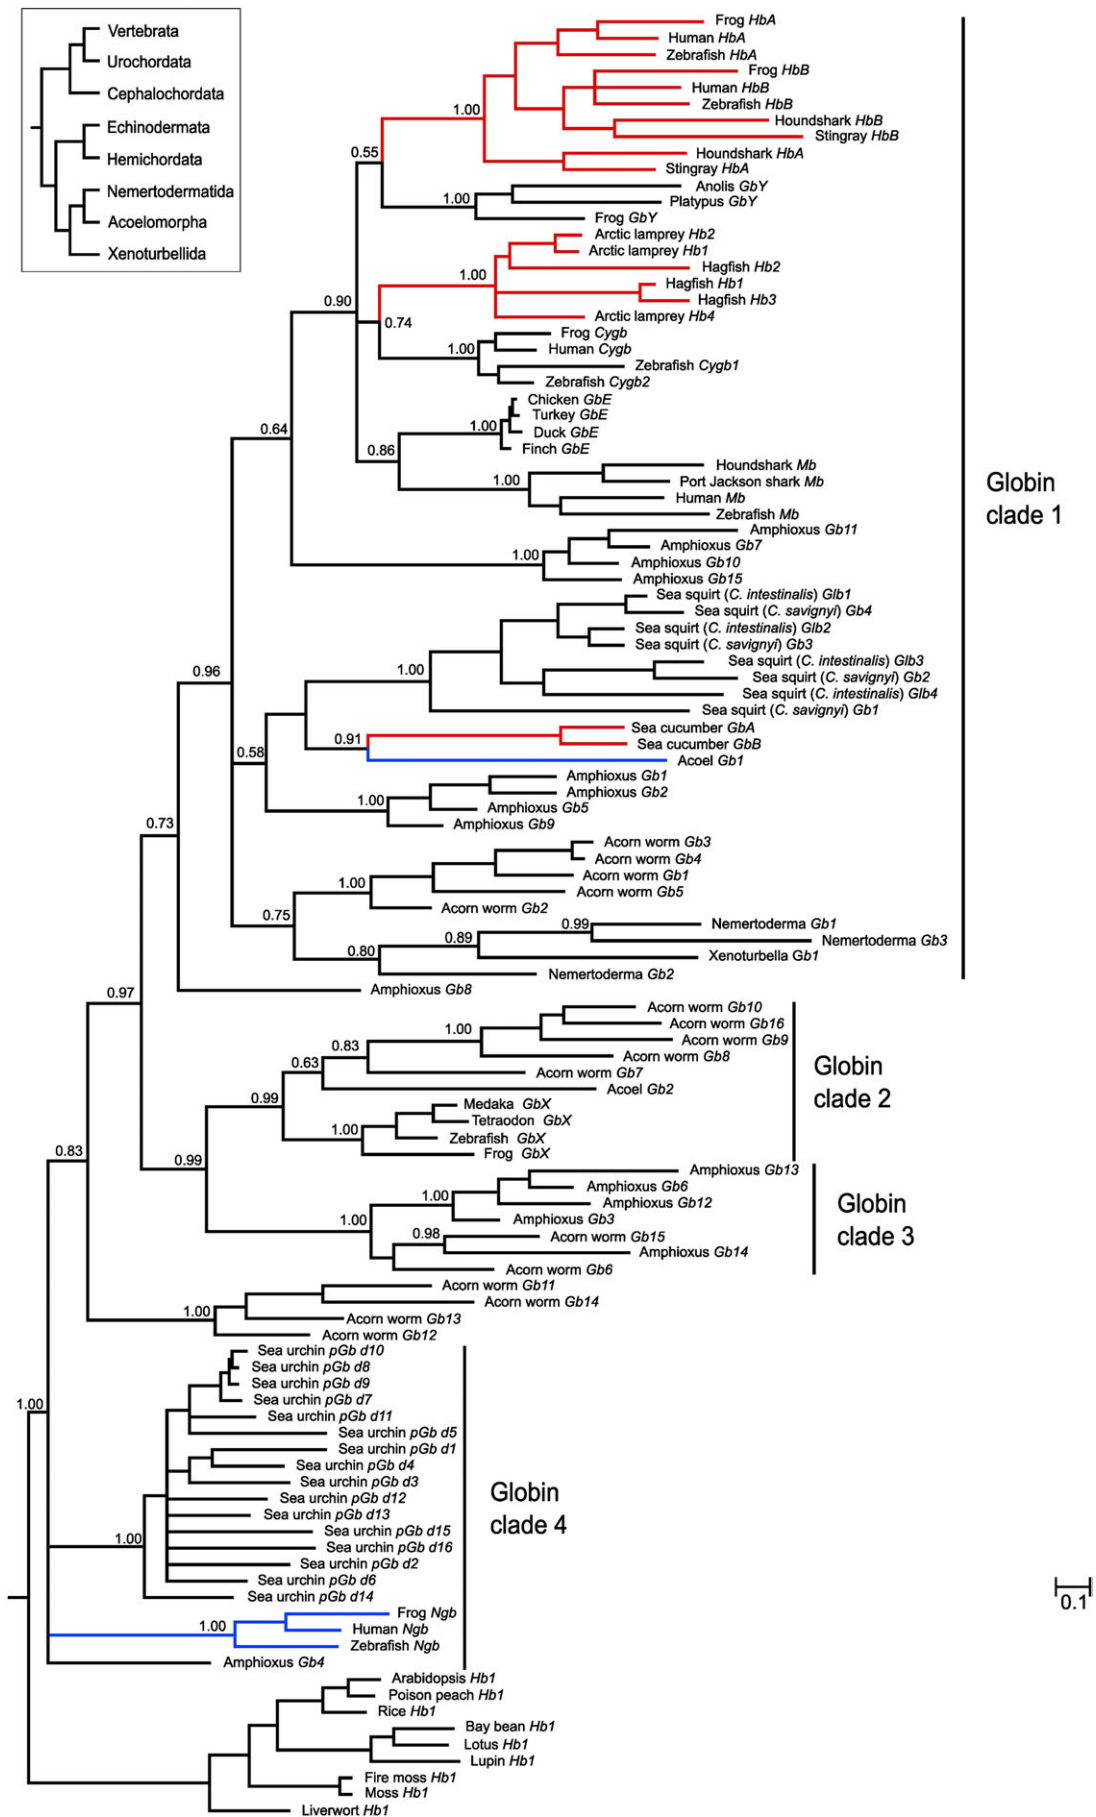 Vertebrata
Urochordata
Cephalochordata
Echinodermata
Hemichordata
Nemertodermatida
Acoelomorpha
Xenoturbellida
Frog HbA
Human HbA
Zebrafish HbA
Frog HbB
Human HbB
Zebrafish HbB
1.00
Houndshark HbB
Stingray HbB
0.55
Houndshark HbA
Stingray HbA
Anolis GbY
1.00
Platypus GbY
Frog GbY
Arctic lamprey Hb2
Arctic lamprey Hb1
Hagfish Hb2
1.00
Hagfish Hb1
Hagfish Hb3
0.90
Arctic lamprey Hb4
0.74
Frog Cygb
1.00
Human Cygb
Zebrafish Cygb1
Zebrafish Cygb2
Chicken GbE
Turkey GbE
0.64
1.00
Duck GbE
0.86
Finch GbE
Houndshark Mb
1.00
Port Jackson shark Mb
Human Mb
Zebrafish Mb
Globin
clade 1
Amphioxus Gb11
Amphioxus Gb7
1.00
Amphioxus Gb10
Amphioxus Gb15
Sea squirt (C. intestinalis) Glb1
Sea squirt (C. savignyi) Gb4
Sea squirt (C. intestinalis) Glb2
Sea squirt (C. savignyi) Gb3
0.96
1.00
Sea squirt (C. intestinalis) Glb3
Sea squirt (C. savignyi) Gb2
Sea squirt (C. intestinalis) Glb4
Sea squirt (C. savignyi) Gb1
Sea cucumber GbA
0.91
Sea cucumber GbB
0.58
Acoel Gb1
Amphioxus Gb1
Amphioxus Gb2
1.00
Amphioxus Gb5
0.73
Amphioxus Gb9
Acorn worm Gb3
Acorn worm Gb4
Acorn worm Gb1
1.00
Acorn worm Gb5
Acorn worm Gb2
0.75
0.99
Nemertoderma Gb1
0.89
Nemertoderma Gb3
0.80
Xenoturbella Gb1
Nemertoderma Gb2
Amphioxus Gb8
0.97
Acorn worm Gb10
Acorn worm Gb16
1.00
Acorn worm Gb9
0.83
Acorn worm Gb8
0.63
Acorn worm Gb7
Acoel Gb2
0.99
Medaka GbX
Tetraodon GbX
1.00
Zebrafish GbX
Frog GbX
Globin
clade 2
0.83
0.99
Amphioxus Gb13
Amphioxus Gb6
1.00
Amphioxus Gb12
Amphioxus Gb3
1.00
0.98
Acorn worm Gb15
Amphioxus Gb14
Acorn worm Gb6
Globin
clade 3
Acorn worm Gb11
Acorn worm Gb14
1.00
Acorn worm Gb13
Acorn worm Gb12
Sea urchin pGb d10
Sea urchin pGb d8
Sea urchin pGb d9
Sea urchin pGb d7
1.00
Sea urchin pGb d11
Sea urchin pGb d5
Sea urchin pGb d1
Sea urchin pGb d4
Sea urchin pGb d3
Sea urchin pGb d12
Sea urchin pGb d13
Sea urchin pGb d15
1.00
Sea urchin pGb d16
Sea urchin pGb d2
Sea urchin pGb d6
Sea urchin pGb d14
Globin
clade 4
Frog Ngb
1.00
Human Ngb
Zebrafish Ngb
Amphioxus Gb4
0.1
Arabidopsis Hb1
Poison peach Hb1
Rice Hb1
Bay bean Hb1
Lotus Hb1
Lupin Hb1
Fire moss Hb1
Moss Hb1
Liverwort Hb1